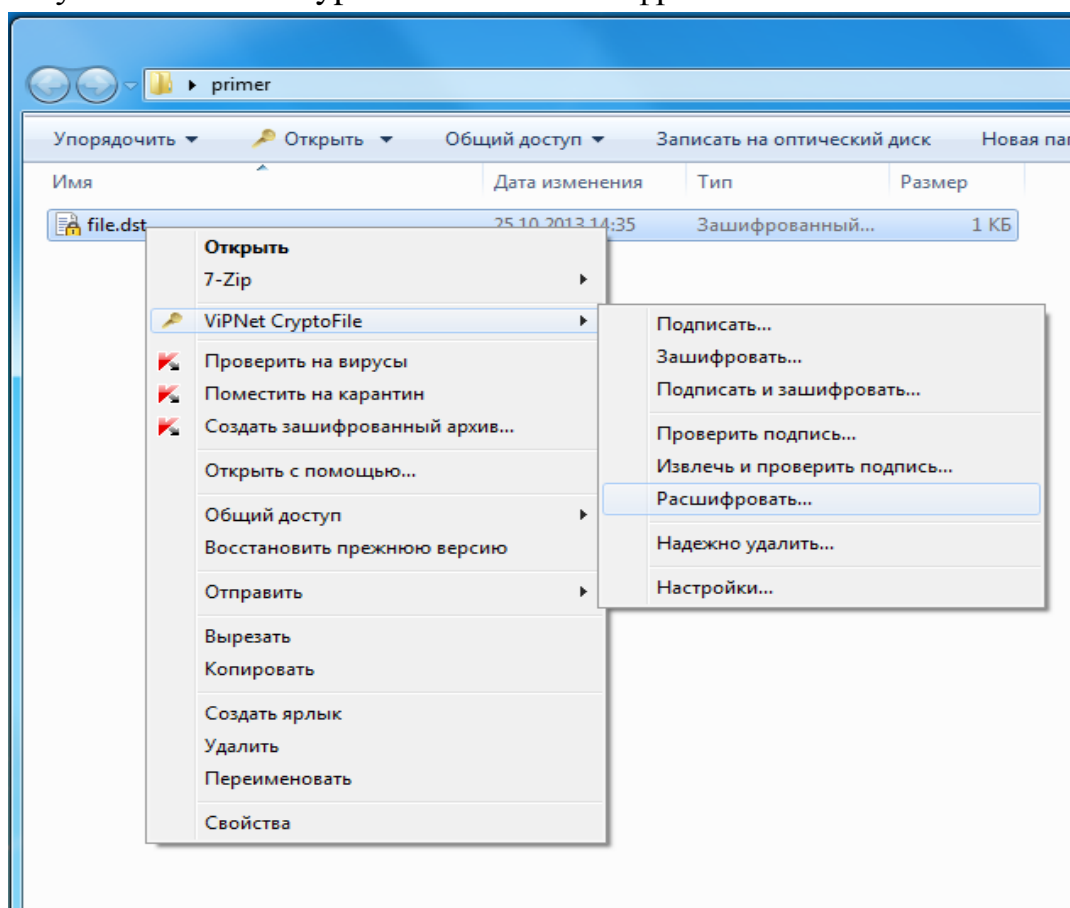 primer
Упорядочить Открыть Общий доступ Записать на оптический диск Новая
Имя Дата изменения Тип Размер
file.dst 25.10.2013 14:35 Зашифрованный... 1 КБ
Открыть
7-Zip
ViPNet CryptoFile
Проверить на вирусы
Поместить на карантин
Создать зашифрованный архив...
Открыть с помощью...
Общий доступ
Восстановить прежнюю версию
Отправить
Вырезать
Копировать
Создать ярлык
Удалить
Переименовать
Свойства
Подписать...
Зашифровать...
Подписать и зашифровать...
Проверить подпись...
Извлечь и проверить подпись...
Расшифровать...
Надежно удалить...
Настройки...